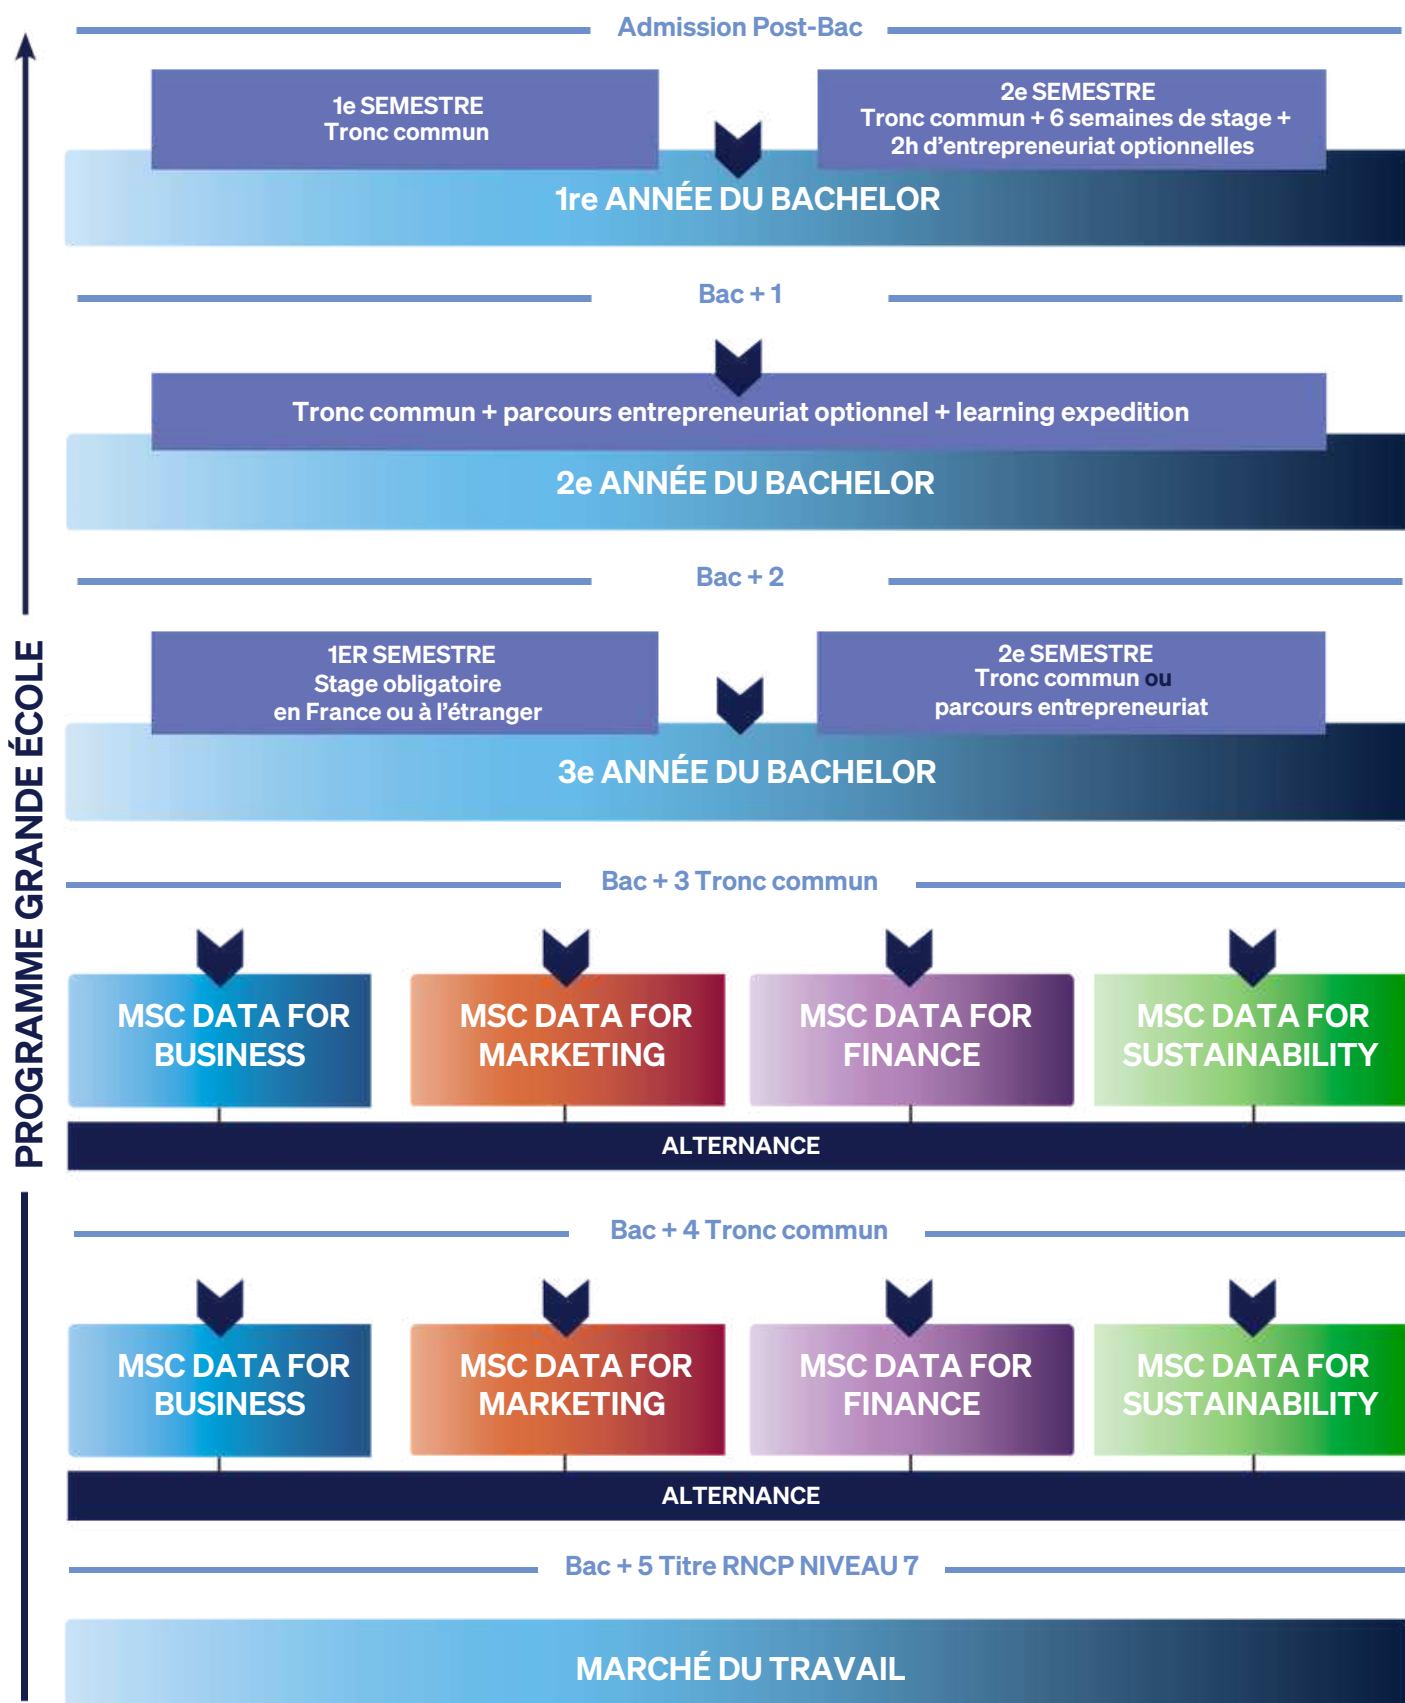 Admission Post-Bac
1e SEMESTRE
Tronc commun
2e SEMESTRE
Tronc commun + 6 semaines de stage +
2h d'entrepreneuriat optionnelles
1re ANNÉE DU BACHELOR
Bac + 1
Tronc commun + parcours entrepreneuriat optionnel + learning expedition
2e ANNÉE DU BACHELOR
Bac + 2
1ER SEMESTRE
Stage obligatoire
en France ou à l'étranger
2e SEMESTRE
Tronc commun ou
parcours entrepreneuriat
3e ANNÉE DU BACHELOR
PROGRAMME GRANDE ÉCOLE
Bac + 3 Tronc commun
MSC DATA FOR
BUSINESS
MSC DATA FOR
MARKETING
MSC DATA FOR
FINANCE
MSC DATA FOR
SUSTAINABILITY
ALTERNANCE
Bac + 4 Tronc commun
MSC DATA FOR
BUSINESS
MSC DATA FOR
MARKETING
MSC DATA FOR
FINANCE
MSC DATA FOR
SUSTAINABILITY
ALTERNANCE
Bac + 5 Titre RNCP NIVEAU 7
MARCHÉ DU TRAVAIL